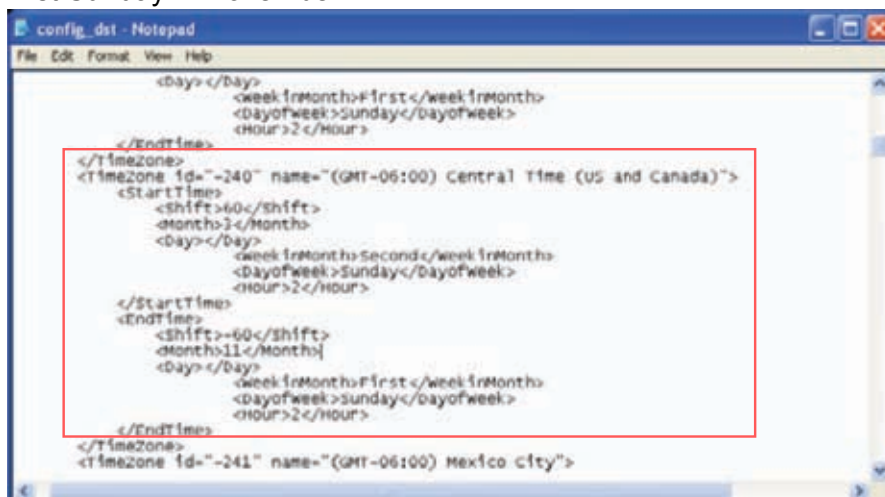 config_dst - Notepad
File Edit Format View Help
<Day></Day>
<WeekinMonth>First</WeekinMonth>
<DayofWeek>Sunday</DayofWeek>
<Hour>2</Hour>
</EndTime>
</TimeZone>
<TimeZone id="-240" name="(GMT-06:00) Central Time (US and Canada)">
<StartTime>
<Shift>60</Shift>
<Month>3</Month>
<Day></Day>
<WeekinMonth>Second</WeekinMonth>
<DayofWeek>Sunday</DayofWeek>
<Hour>2</Hour>
</StartTime>
<EndTime>
<Shift>-60</Shift>
<Month>11</Month>
<Day></Day>
<WeekinMonth>First</WeekinMonth>
<DayofWeek>Sunday</DayofWeek>
<Hour>2</Hour>
</EndTime>
</TimeZone>
<TimeZone id="-241" name="(GMT-06:00) Mexico City">